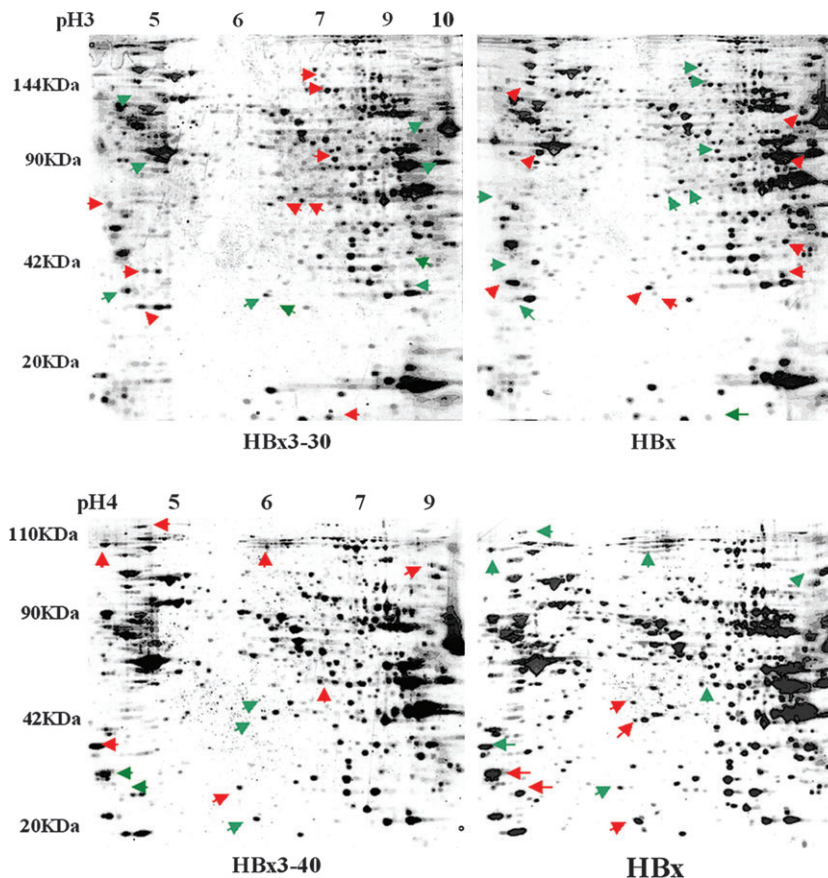 pH3 5 6 7 9 10
144KDa
90KDa
42KDa
20KDa
HBx3-30 HBx
pH4 5 6 7 9
110KDa
90KDa
42KDa
20KDa
HBx3-40 HBx